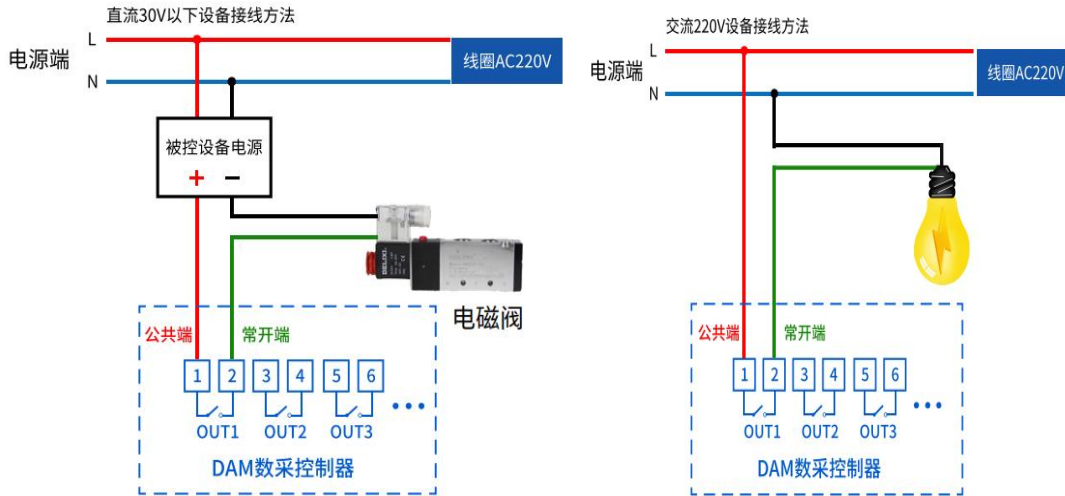 直流30V以下设备接线方法
电源端
L
N
线圈AC220V
被控设备电源
+ −
DELIXI
电磁阀
公共端
常开端
1 2 3 4 5 6 •••
OUT1 OUT2 OUT3
DAM数采控制器
交流220V设备接线方法
电源端
L
N
线圈AC220V
公共端
常开端
1 2 3 4 5 6 •••
OUT1 OUT2 OUT3
DAM数采控制器